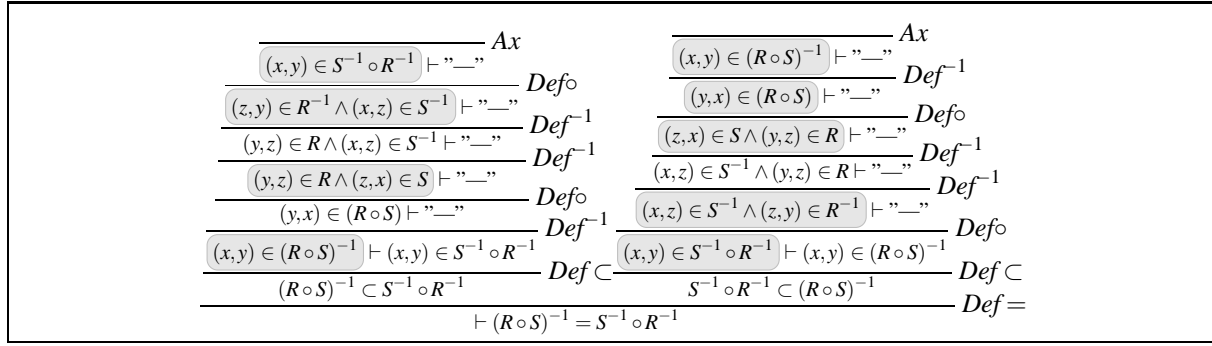 Ax Ax
(x,y) ∈ S⁻¹ ∘ R⁻¹ ⊢ ”—” (x,y) ∈ (R ∘ S)⁻¹ ⊢ ”—”
Def∘ Def⁻¹
(z,y) ∈ R⁻¹ ∧ (x,z) ∈ S⁻¹ ⊢ ”—” (y,x) ∈ (R ∘ S) ⊢ ”—”
Def⁻¹ Def∘
(y,z) ∈ R ∧ (x,z) ∈ S⁻¹ ⊢ ”—” (z,x) ∈ S ∧ (y,z) ∈ R ⊢ ”—”
Def⁻¹ Def⁻¹
(y,z) ∈ R ∧ (z,x) ∈ S ⊢ ”—” (x,z) ∈ S⁻¹ ∧ (y,z) ∈ R ⊢ ”—”
Def∘ Def⁻¹
(y,x) ∈ (R ∘ S) ⊢ ”—” (x,z) ∈ S⁻¹ ∧ (z,y) ∈ R⁻¹ ⊢ ”—”
Def⁻¹ Def∘
(x,y) ∈ (R ∘ S)⁻¹ ⊢ (x,y) ∈ S⁻¹ ∘ R⁻¹ (x,y) ∈ S⁻¹ ∘ R⁻¹ ⊢ (x,y) ∈ (R ∘ S)⁻¹
Def ⊂ Def ⊂
(R ∘ S)⁻¹ ⊂ S⁻¹ ∘ R⁻¹ S⁻¹ ∘ R⁻¹ ⊂ (R ∘ S)⁻¹
Def =
⊢ (R ∘ S)⁻¹ = S⁻¹ ∘ R⁻¹